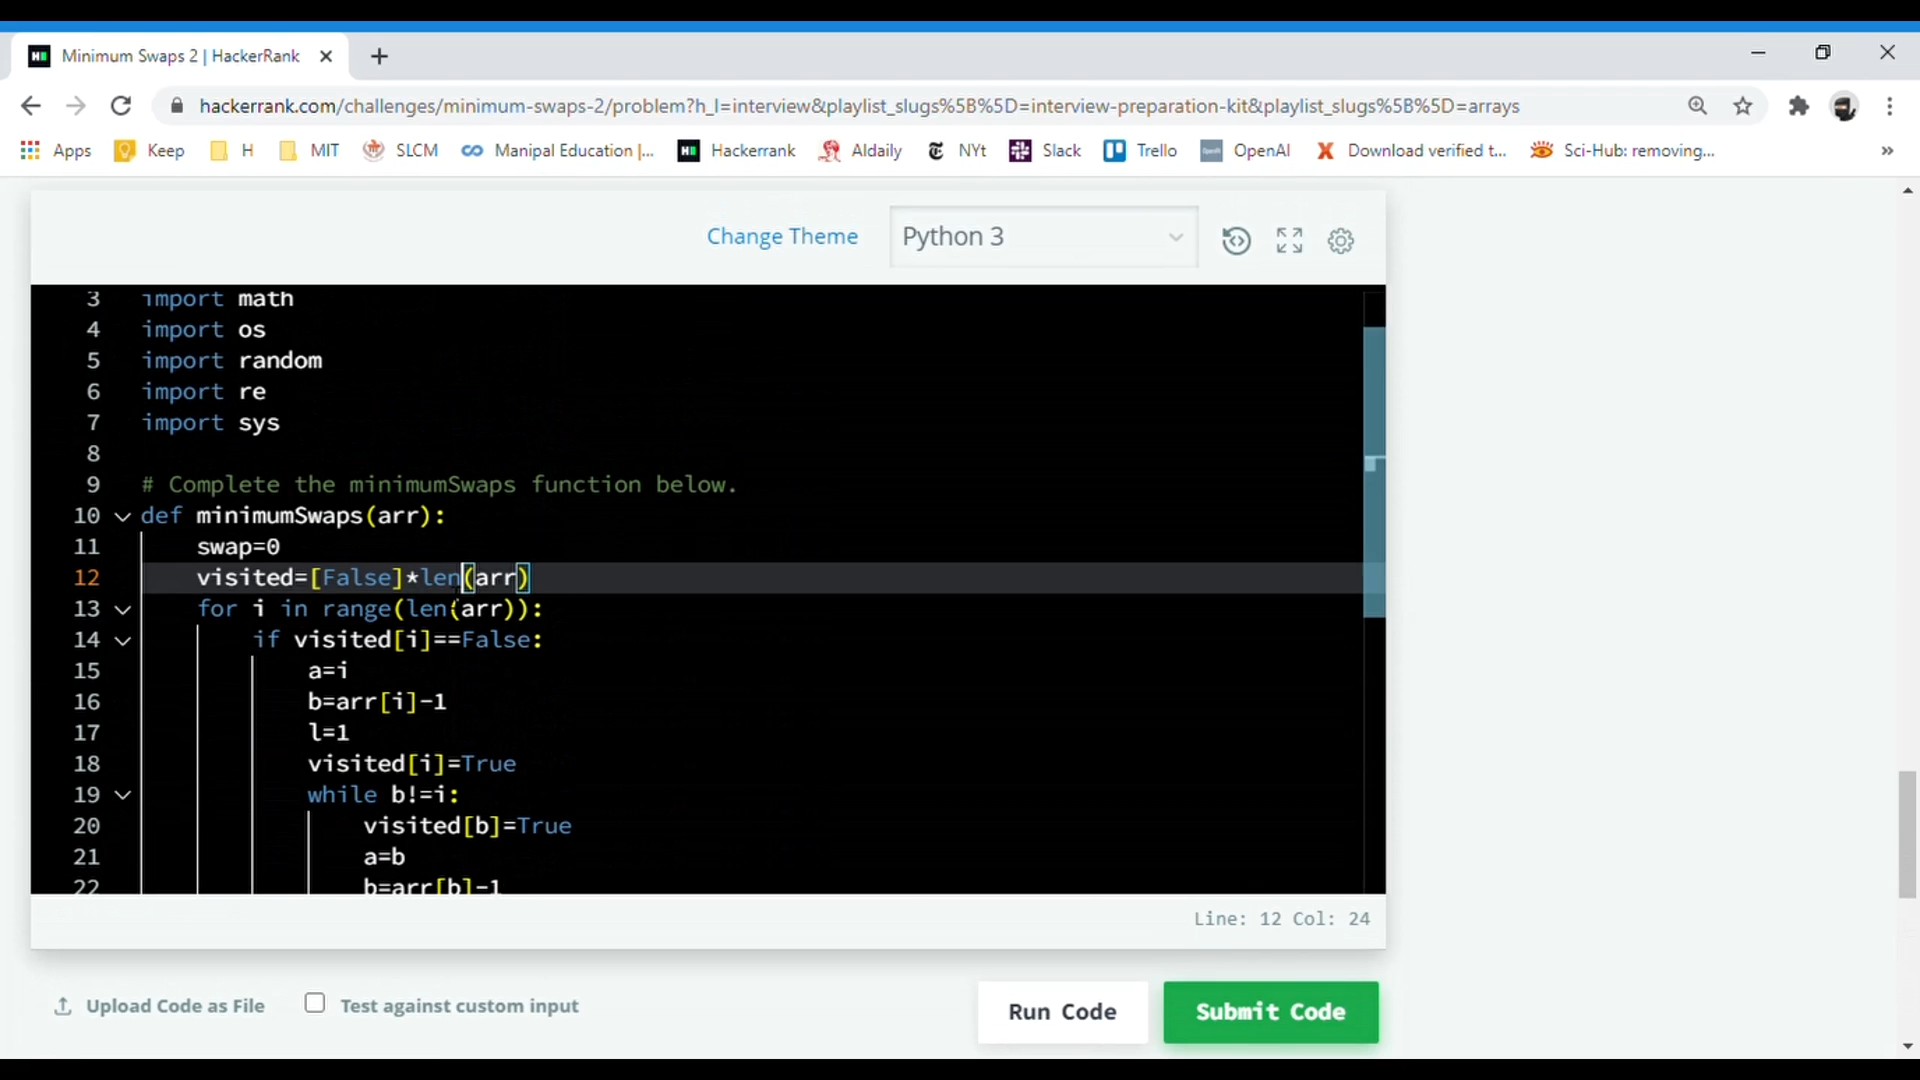 Minimum Swaps 2 | HackerRank
hackerrank.com/challenges/minimum-swaps-2/problem?h_l=interview&playlist_slugs%5B%5D=interview-preparation-kit&playlist_slugs%5B%5D=arrays
Apps Keep H MIT SLCM Manipal Education |... Hackerrank AIdaily NYt Slack Trello OpenAI Download verified t... Sci-Hub: removing... »
Change Theme Python 3
3 import math
4 import os
5 import random
6 import re
7 import sys
8
9 # Complete the minimumSwaps function below.
10 def minimumSwaps(arr):
11 swap=0
12 visited=[False]*len(arr)
13 for i in range(len(arr)):
14 if visited[i]==False:
15 a=i
16 b=arr[i]-1
17 l=1
18 visited[i]=True
19 while b!=i:
20 visited[b]=True
21 a=b
22 b=arr[b]-1
Line: 12 Col: 24
Upload Code as File Test against custom input Run Code Submit Code